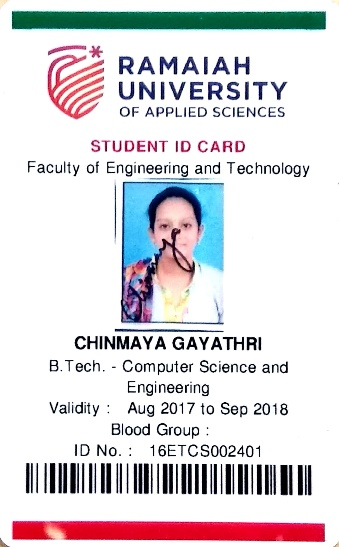 RAMAIAH
UNIVERSITY
OF APPLIED SCIENCES
STUDENT ID CARD
Faculty of Engineering and Technology
CHINMAYA GAYATHRI
B.Tech. - Computer Science and
Engineering
Validity : Aug 2017 to Sep 2018
Blood Group :
ID No. : 16ETCS002401